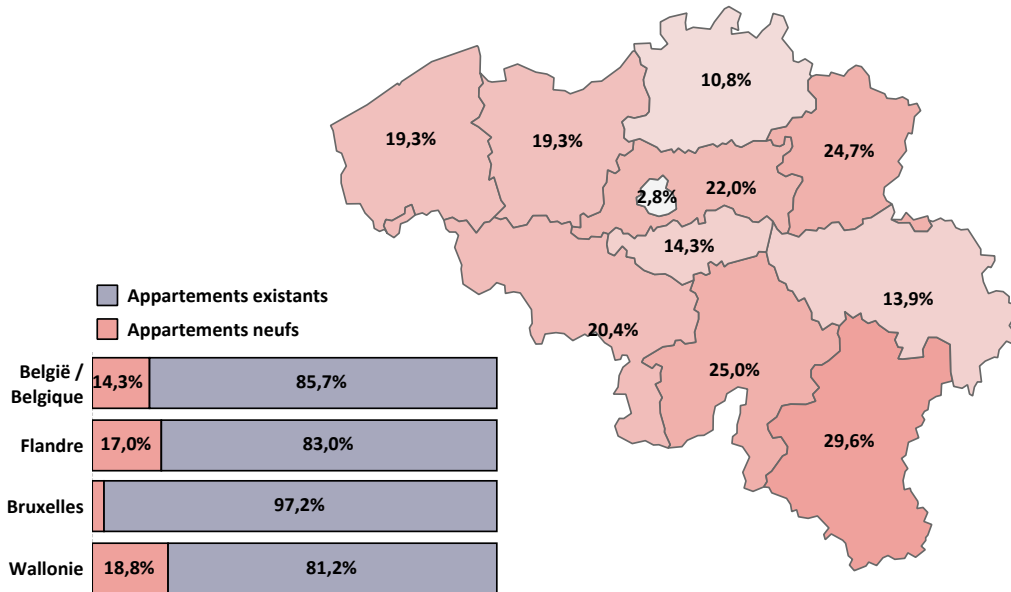 10,8%
19,3%
19,3%
24,7%
2,8%
22,0%
14,3%
13,9%
20,4%
25,0%
29,6%
Appartements existants
Appartements neufs
België /
Belgique
14,3% 85,7%
Flandre 17,0% 83,0%
Bruxelles 97,2%
Wallonie 18,8% 81,2%